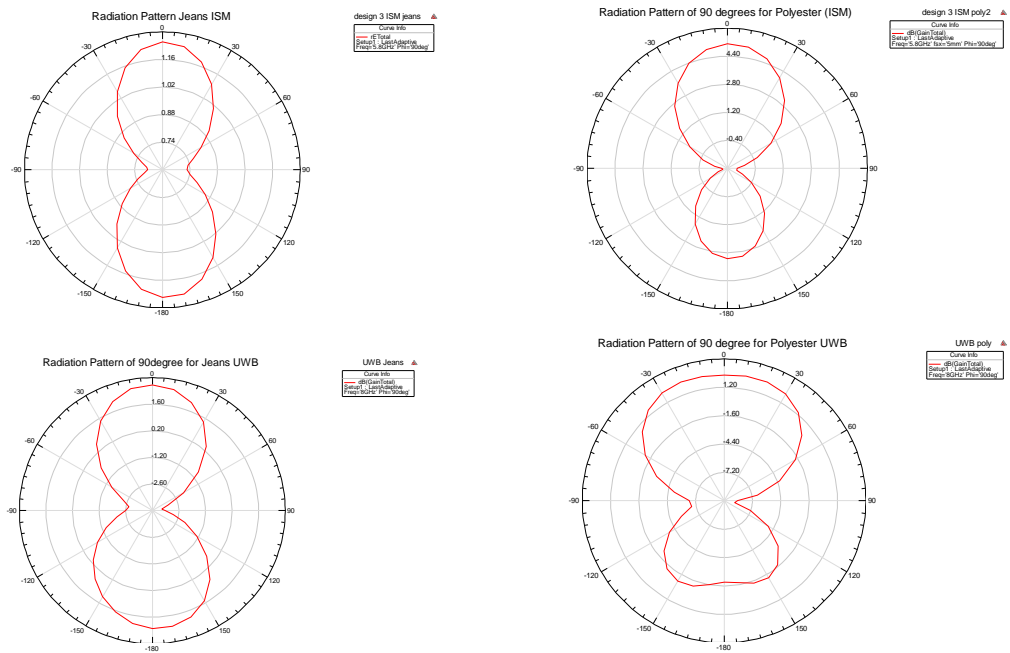 Radiation Pattern Jeans ISM
design 3 ISM jeans
Curve Info
rETotal
Setup1 : LastAdaptive
Freq='5.8GHz' Phi='90deg'
0
-30
30
1.16
-60
60
1.02
0.88
0.74
-90
90
-120
120
-150
150
-180
Radiation Pattern of 90 degrees for Polyester (ISM)
design 3 ISM poly2
Curve Info
dB(GainTotal)
Setup1 : LastAdaptive
Freq='5.8GHz' fsx='5mm' Phi='90deg'
0
-30
30
4.40
-60
60
2.80
1.20
-0.40
-90
90
-120
120
-150
150
-180
Radiation Pattern of 90degree for Jeans UWB
UWB Jeans
Curve Info
dB(GainTotal)
Setup1 : LastAdaptive
Freq='8GHz' Phi='90deg'
0
-30
30
1.60
-60
60
0.20
-1.20
-2.60
-90
90
-120
120
-150
150
-180
Radiation Pattern of 90 degree for Polyester UWB
UWB poly
Curve Info
dB(GainTotal)
Setup1 : LastAdaptive
Freq='8GHz' Phi='90deg'
0
-30
30
1.20
-60
60
-1.60
-4.40
-7.20
-90
90
-120
120
-150
150
-180